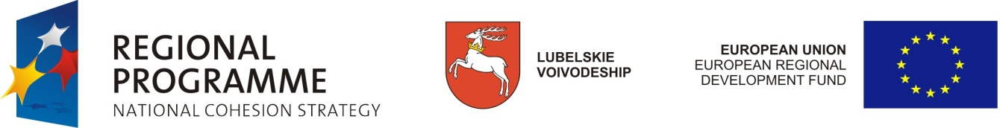 REGIONAL
PROGRAMME
NATIONAL COHESION STRATEGY
LUBELSKIE
VOIVODESHIP
EUROPEAN UNION
EUROPEAN REGIONAL
DEVELOPMENT FUND